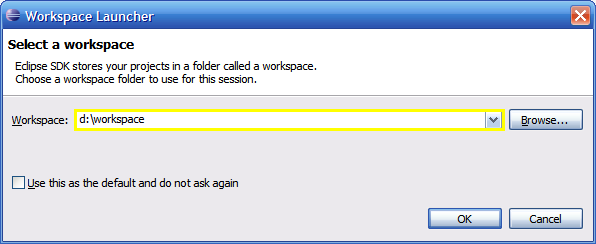 Workspace Launcher
Select a workspace
Eclipse SDK stores your projects in a folder called a workspace.
Choose a workspace folder to use for this session.
Workspace: d:\workspace Browse...
Use this as the default and do not ask again
OK Cancel